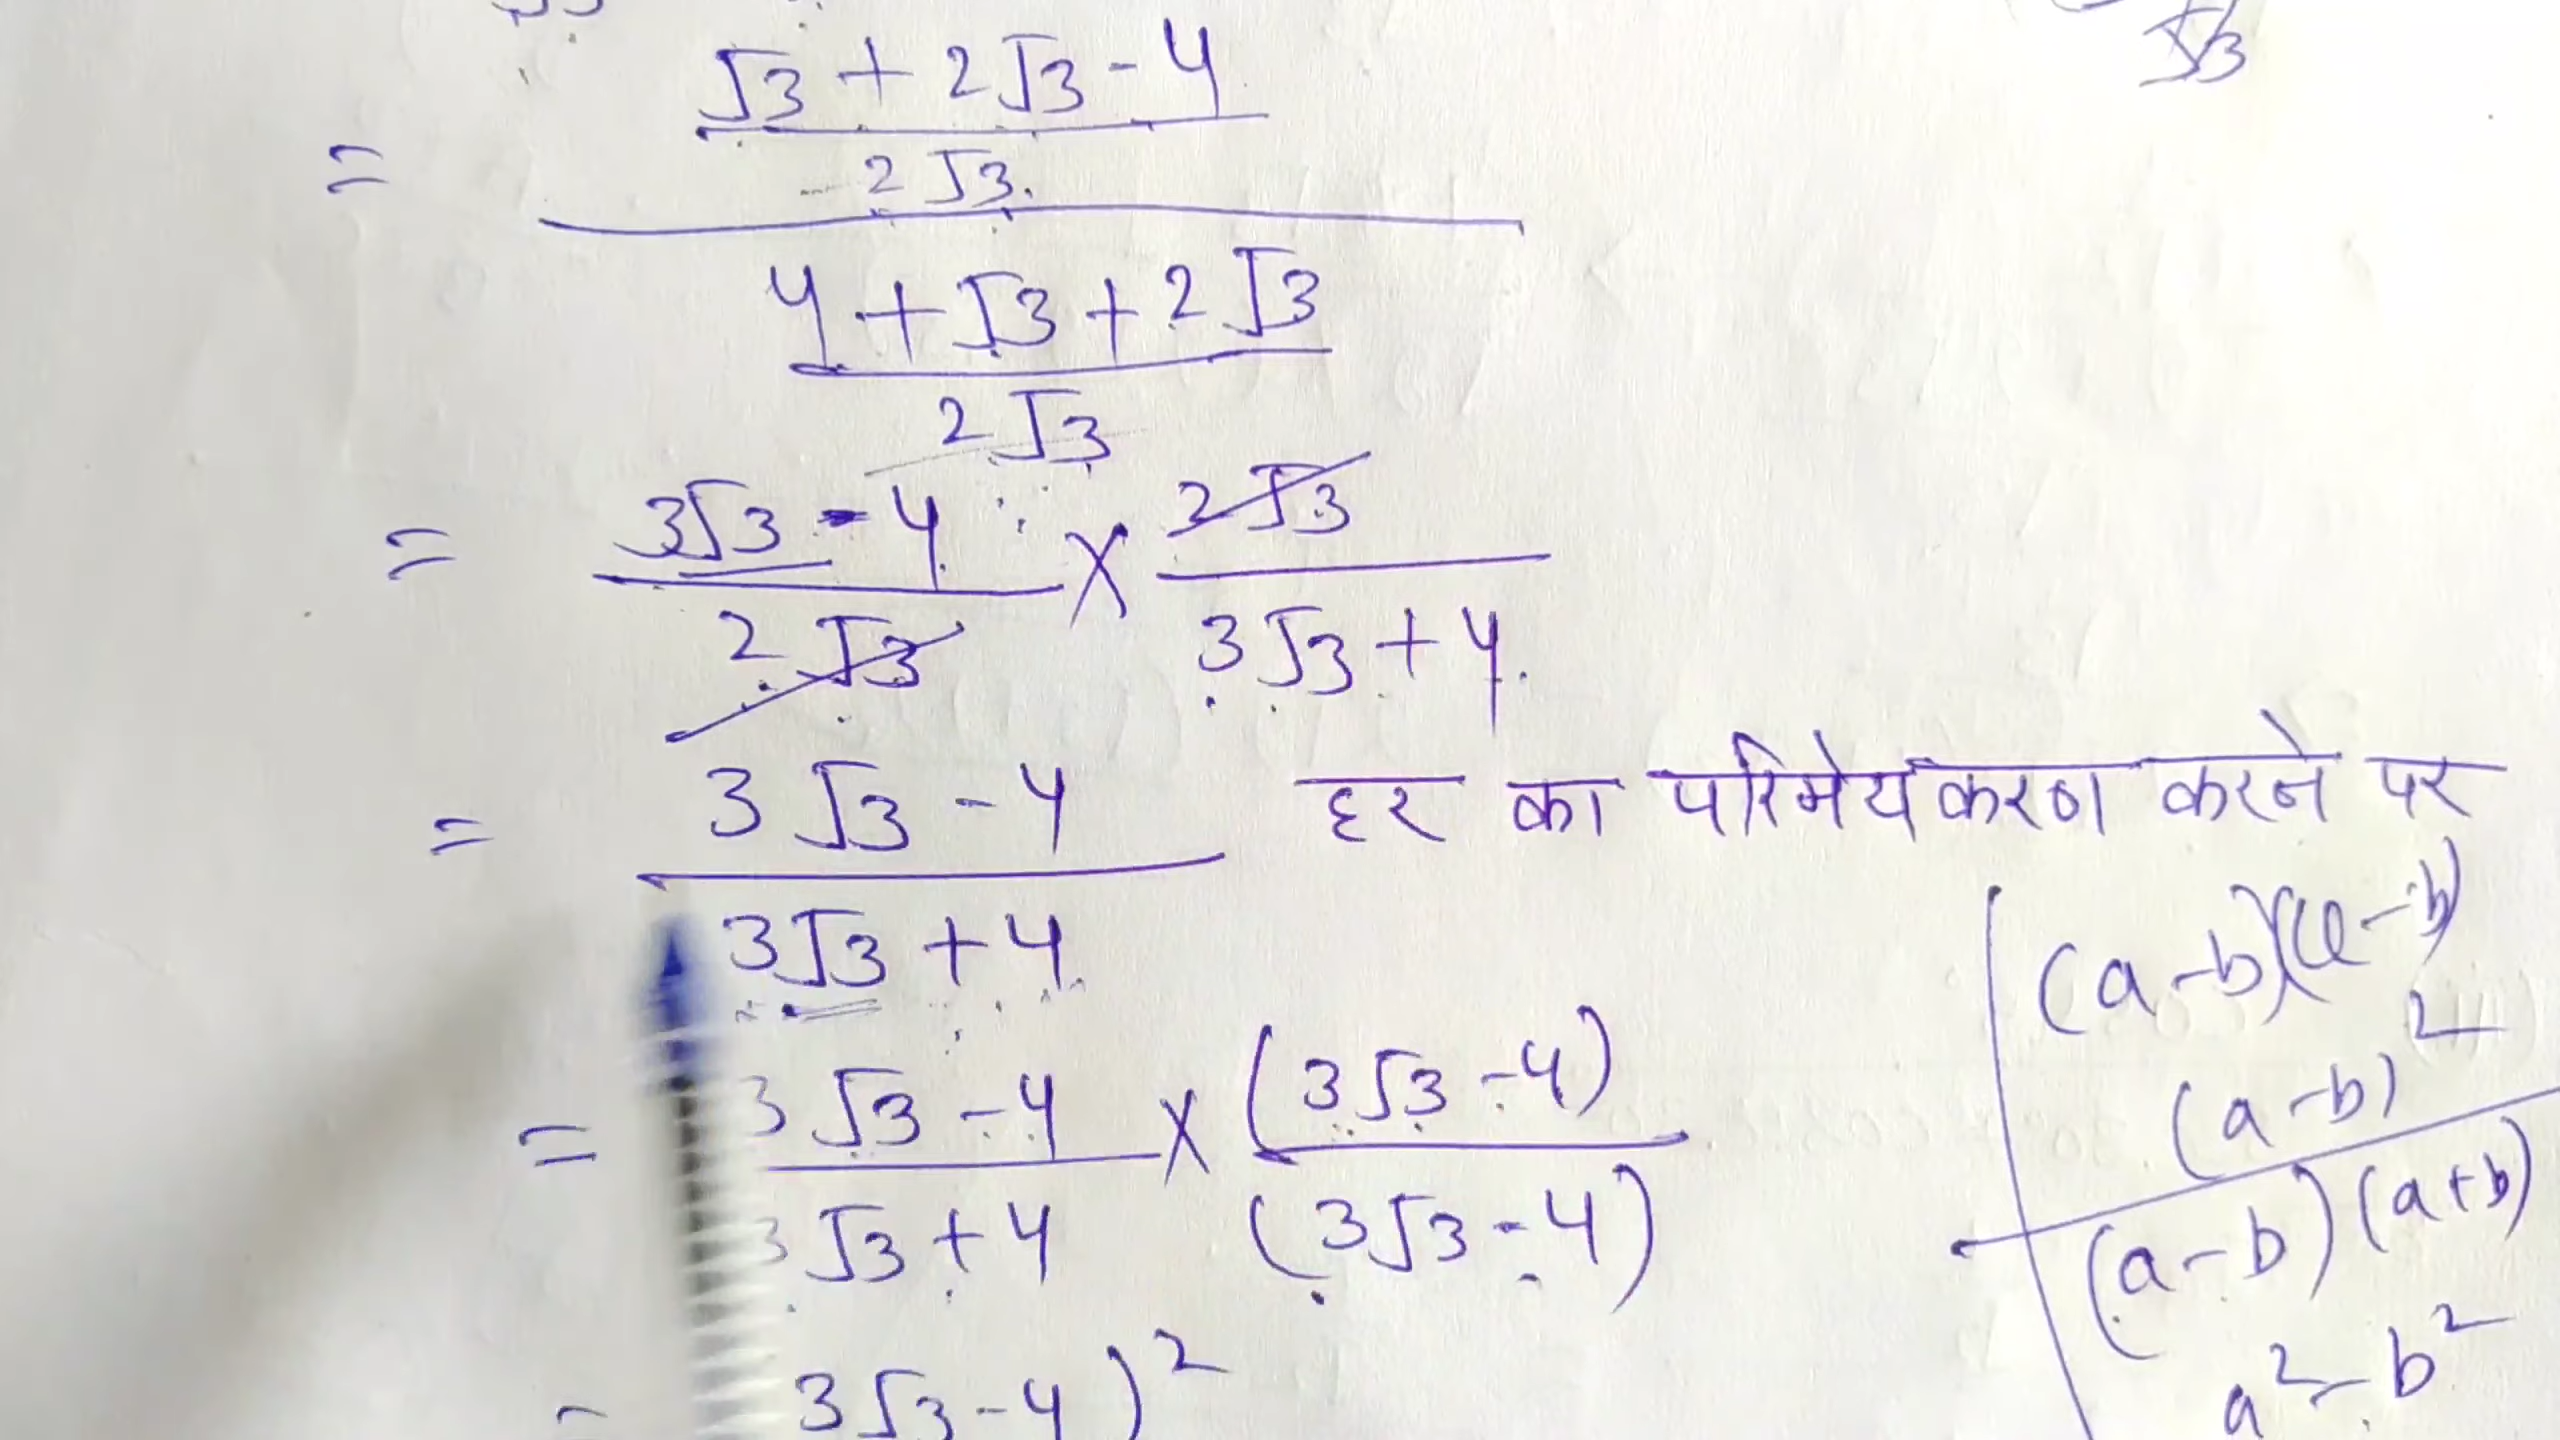 √3
√3 + 2√3 - 4
= 2√3
4 + √3 + 2√3
2√3
= 3√3 - 4 × 2√3
2√3 3√3 + 4
= 3√3 - 4 हर का परिमेयकरण करने पर
3√3 + 4
(a-b)(a-b)
(a-b)²
= 3√3 - 4 × (3√3 - 4)
3√3 + 4 (3√3 - 4)
(a-b)(a+b)
a² - b²
3√3 - 4)²